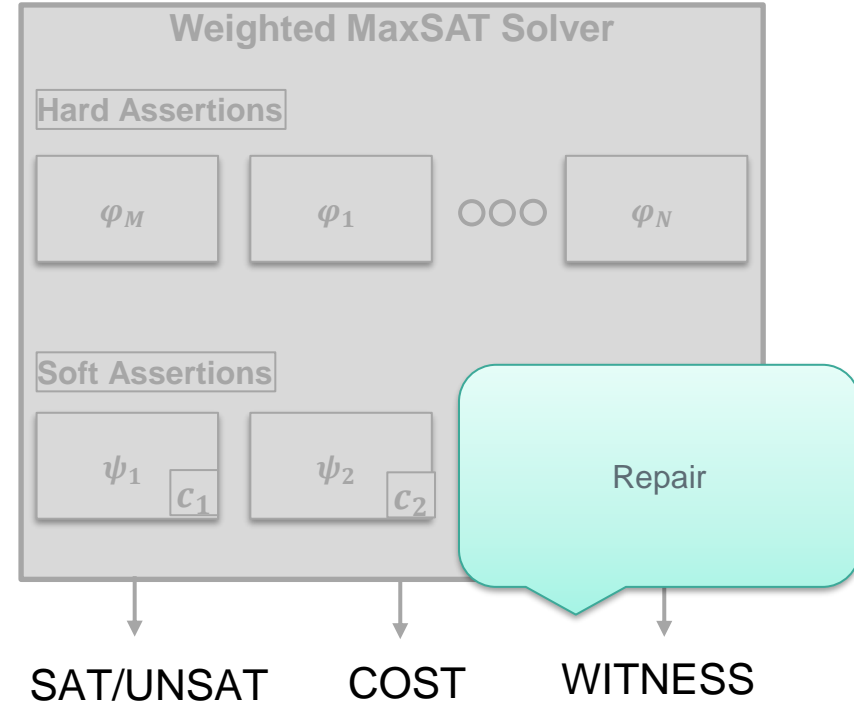 Weighted MaxSAT Solver
Hard Assertions
φ_M φ_1 ○○○ φ_N
Soft Assertions
ψ_1 c_1 ψ_2 c_2 Repair
SAT/UNSAT COST WITNESS